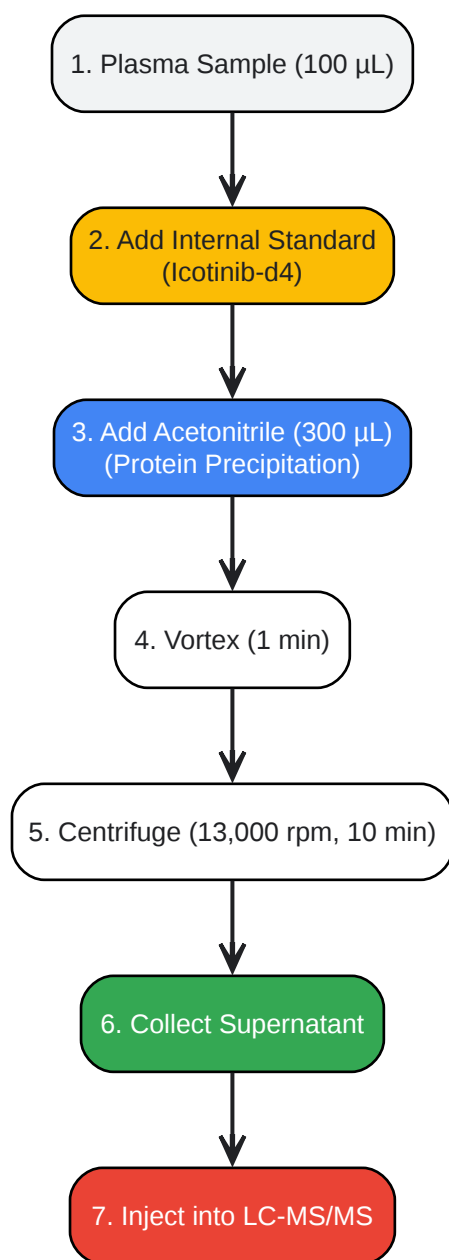 1. Plasma Sample (100 µL)
2. Add Internal Standard
(Icotinib-d4)
3. Add Acetonitrile (300 µL)
(Protein Precipitation)
4. Vortex (1 min)
5. Centrifuge (13,000 rpm, 10 min)
6. Collect Supernatant
7. Inject into LC-MS/MS